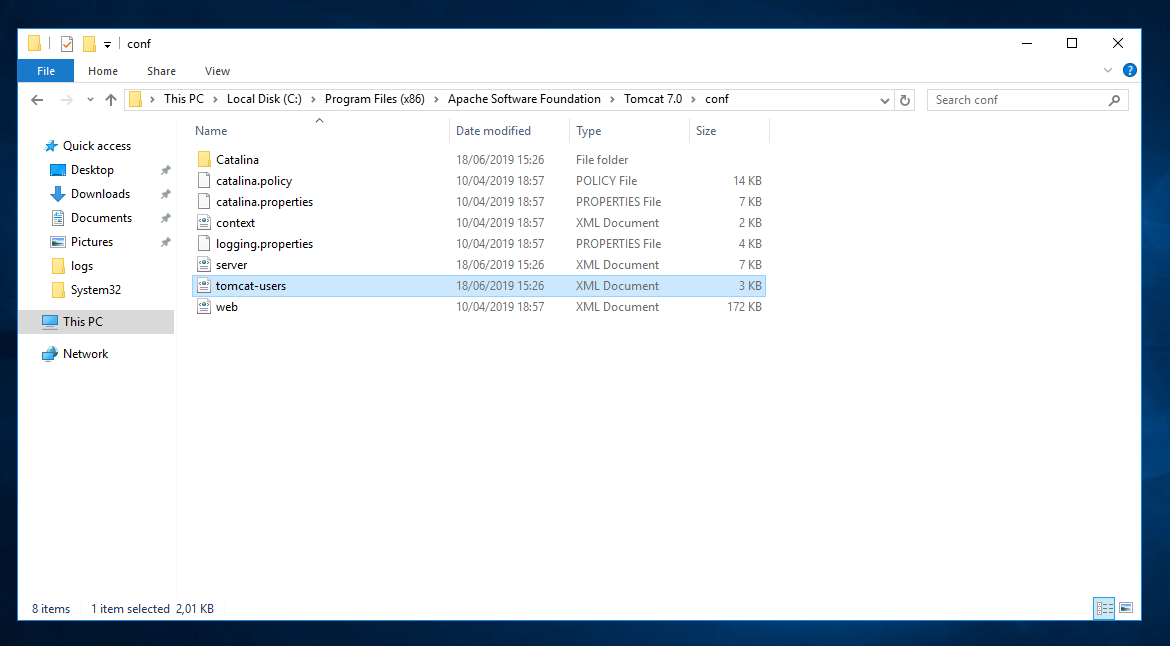 conf
File Home Share View
This PC Local Disk (C:) Program Files (x86) Apache Software Foundation Tomcat 7.0 conf Search conf
Name Date modified Type Size
Quick access
Desktop
Downloads
Documents
Pictures
logs
System32
This PC
Network
Catalina 18/06/2019 15:26 File folder
catalina.policy 10/04/2019 18:57 POLICY File 14 KB
catalina.properties 10/04/2019 18:57 PROPERTIES File 7 KB
context 10/04/2019 18:57 XML Document 2 KB
logging.properties 10/04/2019 18:57 PROPERTIES File 4 KB
server 18/06/2019 15:26 XML Document 7 KB
tomcat-users 18/06/2019 15:26 XML Document 3 KB
web 10/04/2019 18:57 XML Document 172 KB
8 items 1 item selected 2,01 KB